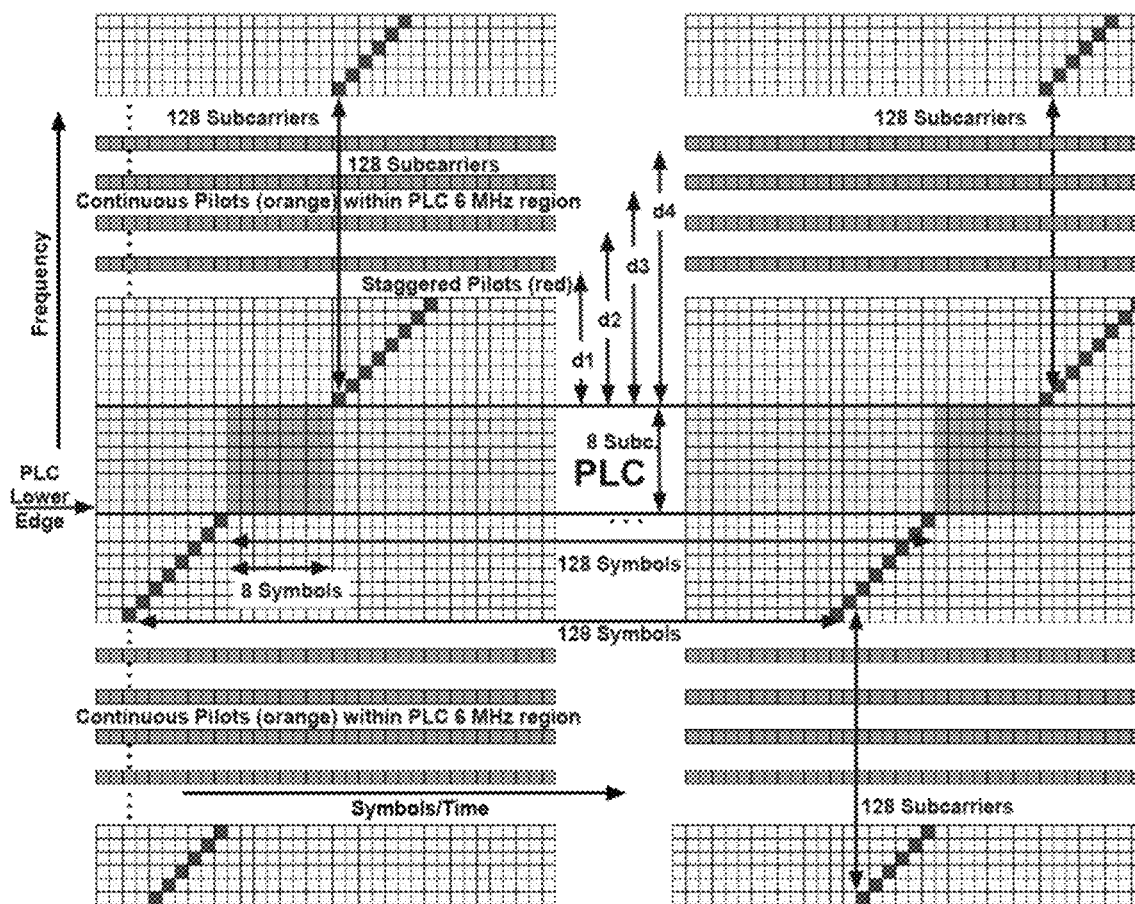 128 Subcarriers
128 Subcarriers
128 Subcarriers
Continuous Pilots (orange) within PLC 6 MHz region
d4
d3
Staggered Pilots (red)
d2
d1
Frequency
8 Subc.
PLC
PLC
Lower
Edge
...
128 Symbols
8 Symbols
129 Symbols
Continuous Pilots (orange) within PLC 6 MHz region
Symbols/Time
128 Subcarriers